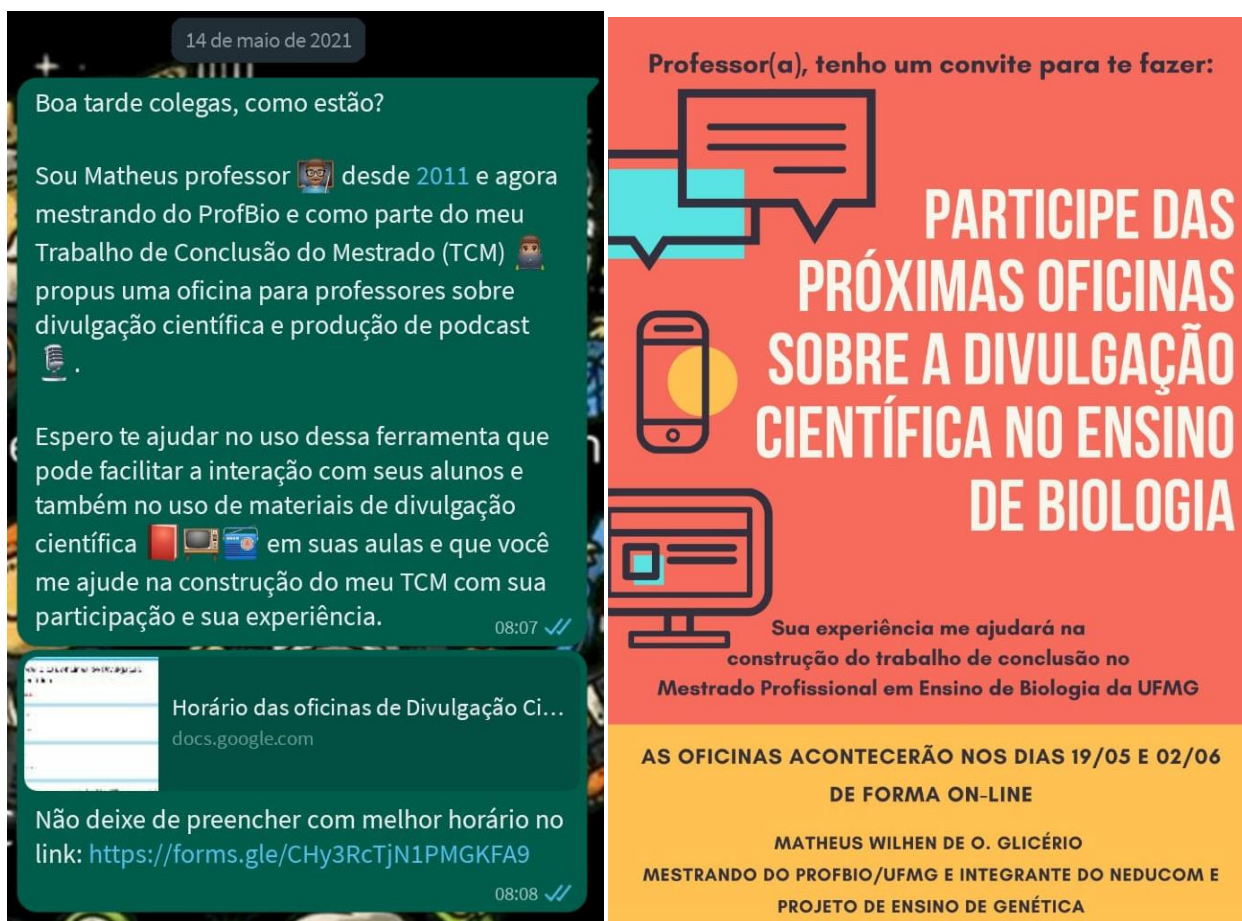 14 de maio de 2021
Boa tarde colegas, como estão?
Sou Matheus professor 👨🏾‍🏫 desde 2011 e agora
mestrando do ProfBio e como parte do meu
Trabalho de Conclusão do Mestrado (TCM) 👨🏾‍💻
propus uma oficina para professores sobre
divulgação científica e produção de podcast
🎙️.
Espero te ajudar no uso dessa ferramenta que
pode facilitar a interação com seus alunos e
também no uso de materiais de divulgação
científica 📕📺📻 em suas aulas e que você
me ajude na construção do meu TCM com sua
participação e sua experiência.
08:07
Horário das oficinas de Divulgação Ci...
docs.google.com
Não deixe de preencher com melhor horário no
link: https://forms.gle/CHy3RcTjN1PMGKFA9
08:08
Professor(a), tenho um convite para te fazer:
PARTICIPE DAS
PRÓXIMAS OFICINAS
SOBRE A DIVULGAÇÃO
CIENTÍFICA NO ENSINO
DE BIOLOGIA
Sua experiência me ajudará na
construção do trabalho de conclusão no
Mestrado Profissional em Ensino de Biologia da UFMG
AS OFICINAS ACONTECERÃO NOS DIAS 19/05 E 02/06
DE FORMA ON-LINE
MATHEUS WILHEN DE O. GLICÉRIO
MESTRANDO DO PROFBIO/UFMG E INTEGRANTE DO NEDUCOM E
PROJETO DE ENSINO DE GENÉTICA